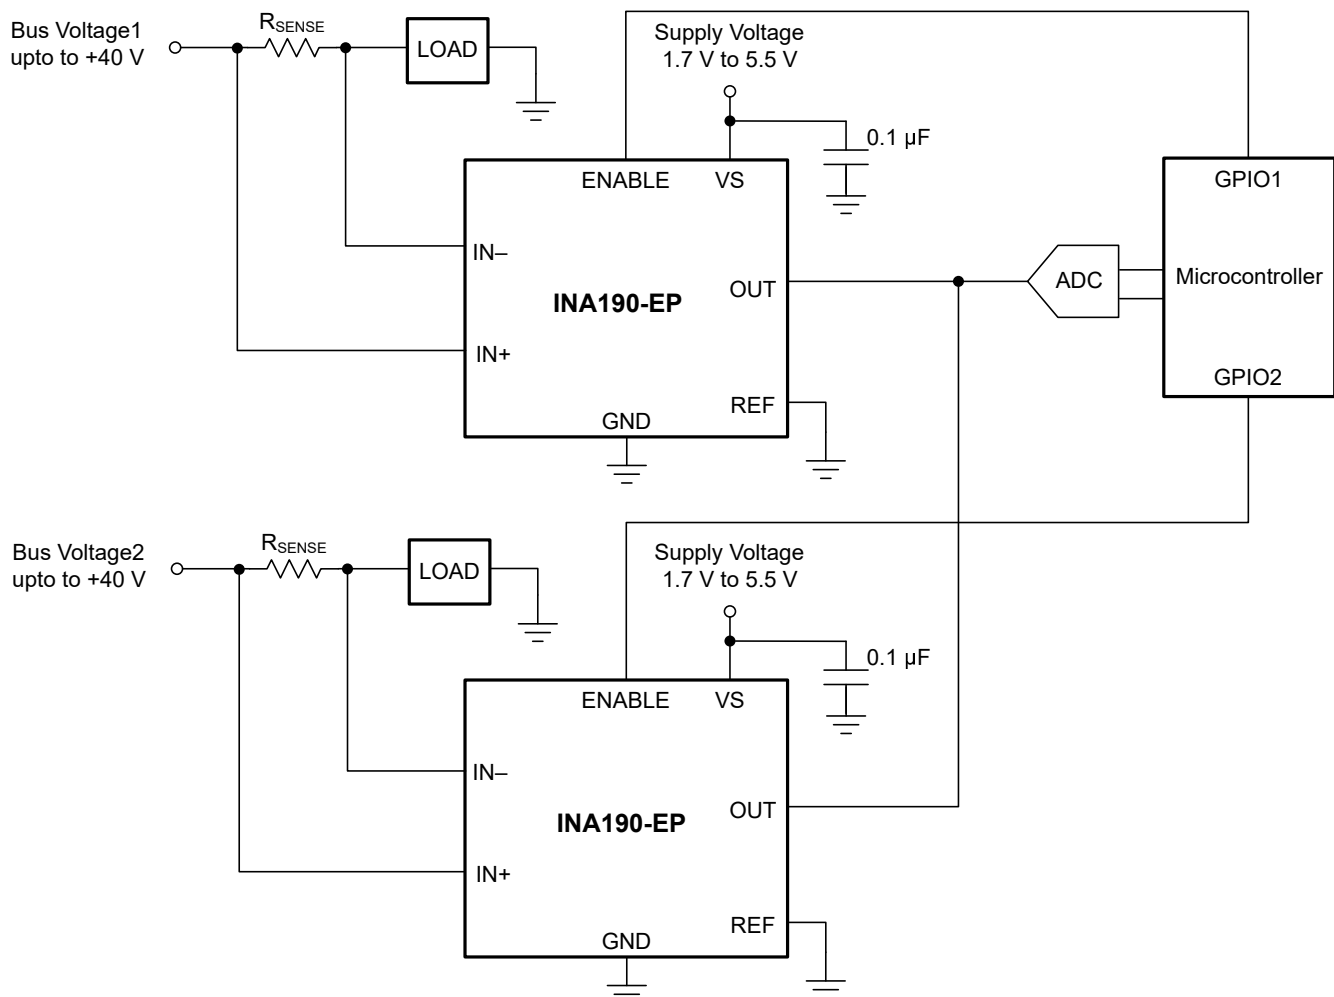 Bus Voltage1
upto to +40 V
RSENSE
LOAD
Supply Voltage
1.7 V to 5.5 V
0.1 µF
ENABLE
VS
IN–
INA190-EP
OUT
IN+
REF
GND
GPIO1
ADC
Microcontroller
GPIO2
Bus Voltage2
upto to +40 V
RSENSE
LOAD
Supply Voltage
1.7 V to 5.5 V
0.1 µF
ENABLE
VS
IN–
INA190-EP
OUT
IN+
REF
GND